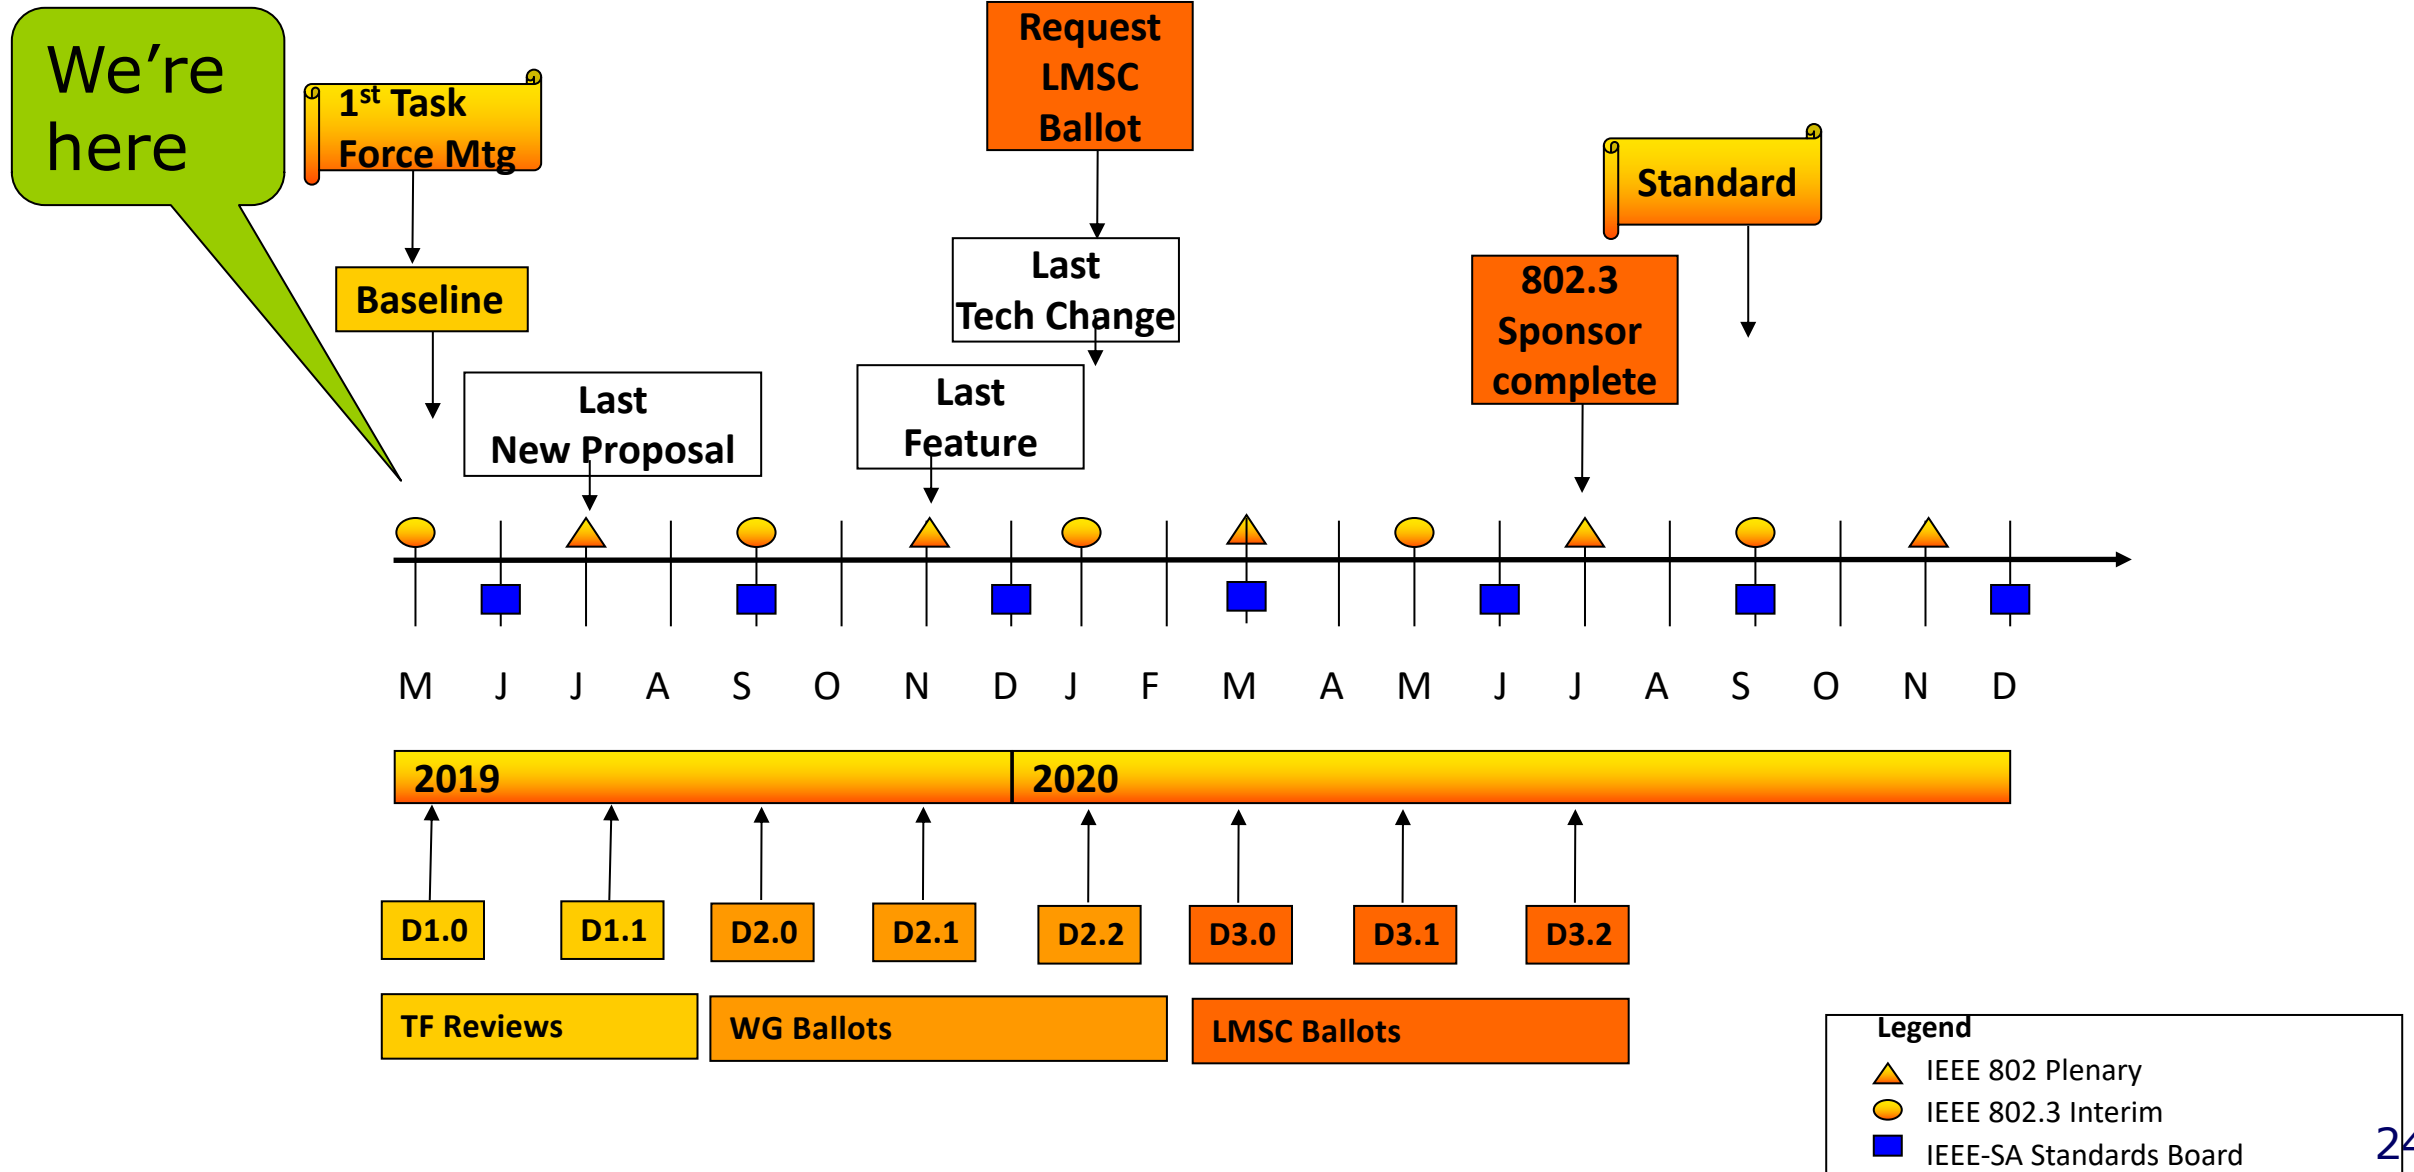 We’re
here
1st Task
Force Mtg
Baseline
Last
New Proposal
Request
LMSC
Ballot
Last
Tech Change
Last
Feature
802.3
Sponsor
complete
Standard
M J J A S O N D J F M A M J J A S O N D
2019 2020
D1.0 D1.1 D2.0 D2.1 D2.2 D3.0 D3.1 D3.2
TF Reviews WG Ballots LMSC Ballots
Legend
IEEE 802 Plenary
IEEE 802.3 Interim
IEEE-SA Standards Board
24